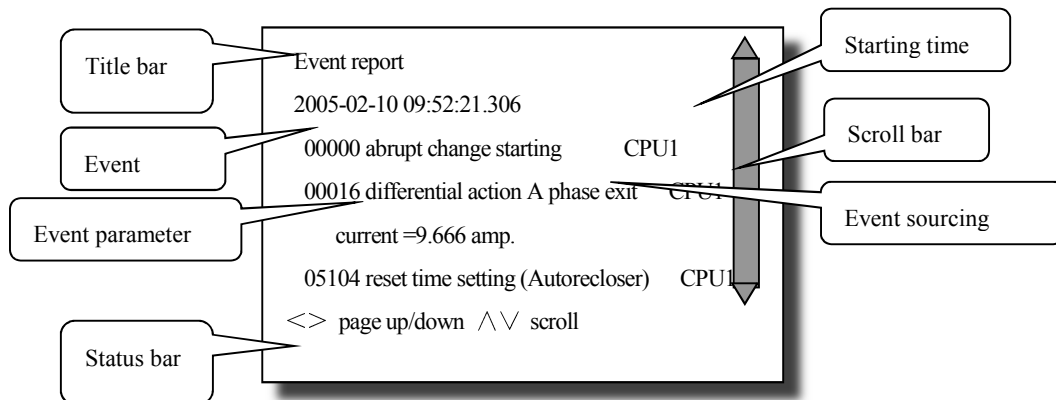 Title bar
Event
Event parameter
Status bar
Event report
2005-02-10 09:52:21.306
00000 abrupt change starting CPU1
00016 differential action A phase exit CPU1
current =9.666 amp.
05104 reset time setting (Autorecloser) CPU1
<> page up/down ∧∨ scroll
Starting time
Scroll bar
Event sourcing